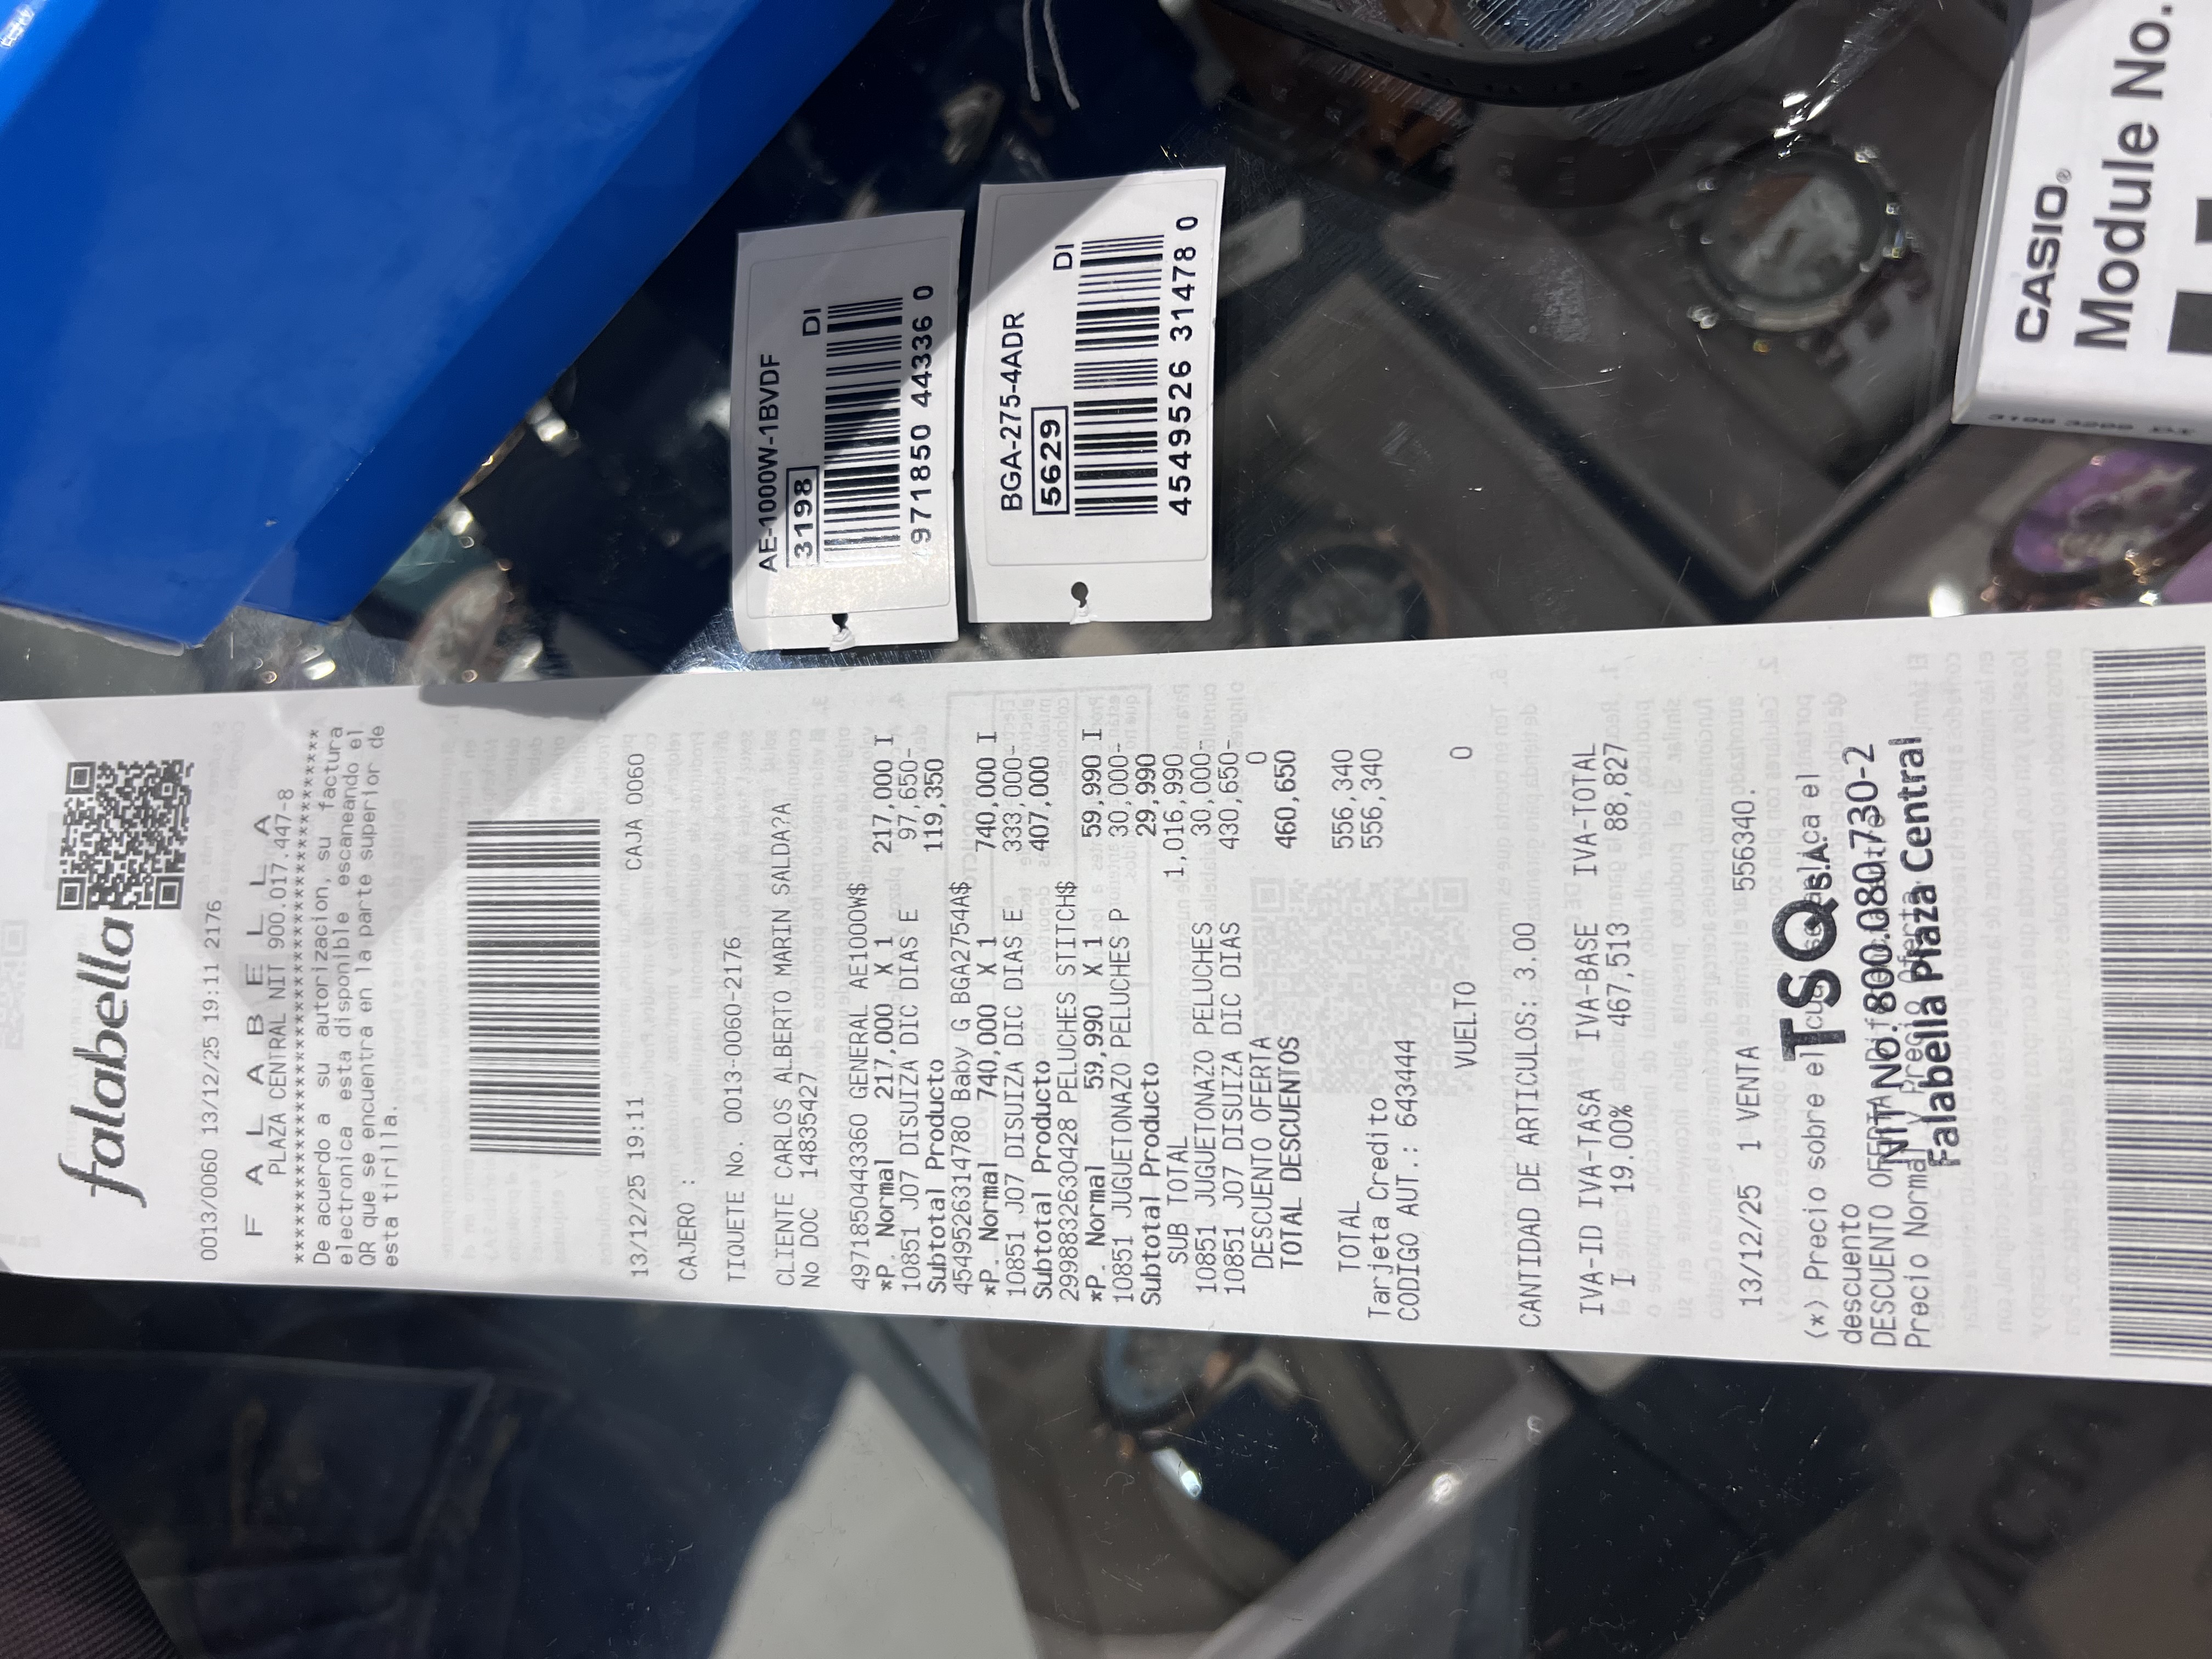 falabella
0013/0060 13/12/25 19:11 2176
F A L A B E L L A
PLAZA CENTRAL NIT 900.017.447-8
De acuerdo a su autorizacion, su factura
electronica esta disponible escaneando el
QR que se encuentra en la parte superior de
esta tirilla.
13/12/25 19:11 CAJA 0060
CAJERO :
TIQUETE No. 0013-0060-2176
CLIENTE CARLOS ALBERTO MARIN SALDA?A
No DOC 14835427
4971850443360 GENERAL AE1000W$
*P. Normal 217,000 X 1 217,000 I
10851 J07 DISUIZA DIC DIAS E 97,650-
Subtotal Producto 119,350
4549526314780 Baby G BGA2754A$
*P. Normal 740,000 X 1 740,000 I
10851 J07 DISUIZA DIC DIAS E 333,000-
Subtotal Producto 407,000
2999883263042​8 PELUCHES STITCH$
*P. Normal 59,990 X 1 59,990 I
10851 JUGUETONAZO PELUCHES P 30,000-
Subtotal Producto 29,990
SUB TOTAL 1,016,990
10851 JUGUETONAZO PELUCHES 30,000-
10851 J07 DISUIZA DIC DIAS 430,650-
DESCUENTO OFERTA 0
TOTAL DESCUENTOS 460,650
TOTAL 556,340
Tarjeta Credito 556,340
CODIGO AUT.: 643444
VUELTO 0
CANTIDAD DE ARTICULOS: 3.00
IVA-ID IVA-TASA IVA-BASE IVA-TOTAL
I 19.00% 467,513 88,827
13/12/25 1 VENTA 556340.
(*) Precio sobre el se ca el
descuento
DESCUENTO OFERTA
Precio Normal y Precio Oferta
TSQ S.A.
NIT No. 800.080.730-2
Falabella Plaza Central
AE-1000W-1BVDF
3198 DI
971850 44336 0
BGA-275-4ADR
5629 DI
4549526 31478 0
CASIO®
Module No.